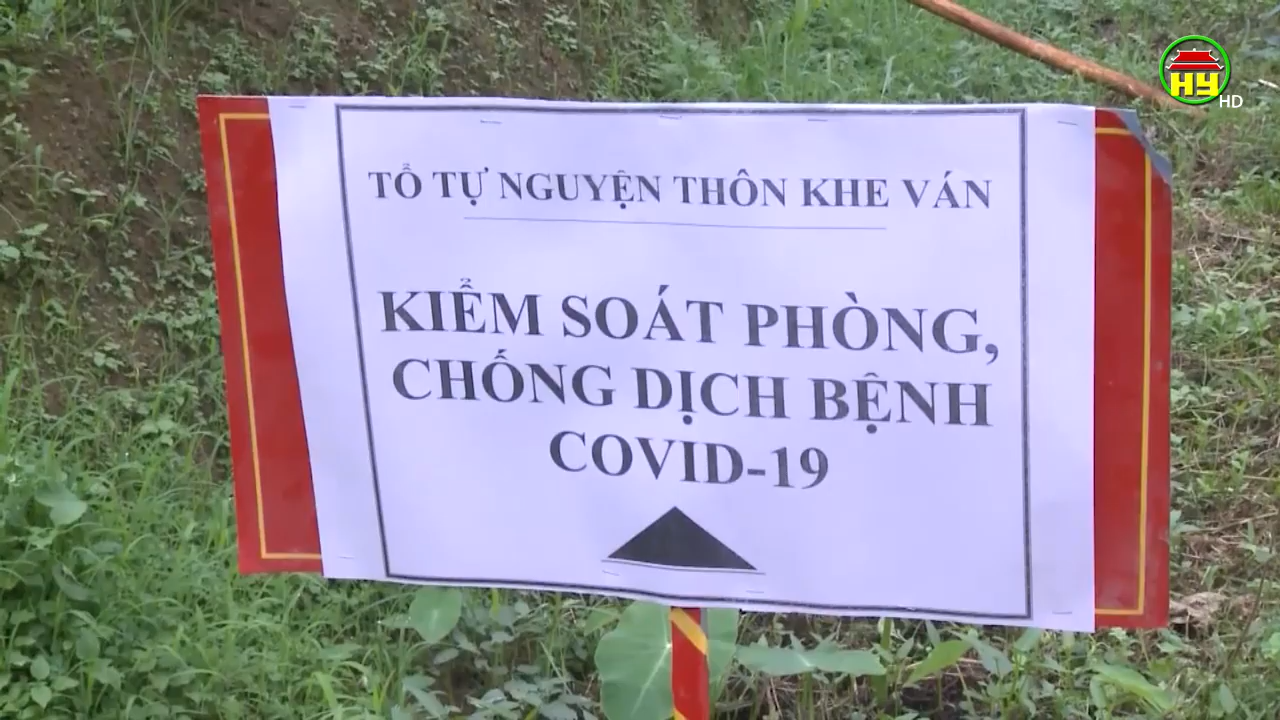 HY
HD
TỔ TỰ NGUYỆN THÔN KHE VÁN
KIỂM SOÁT PHÒNG,
CHỐNG DỊCH BỆNH
COVID-19